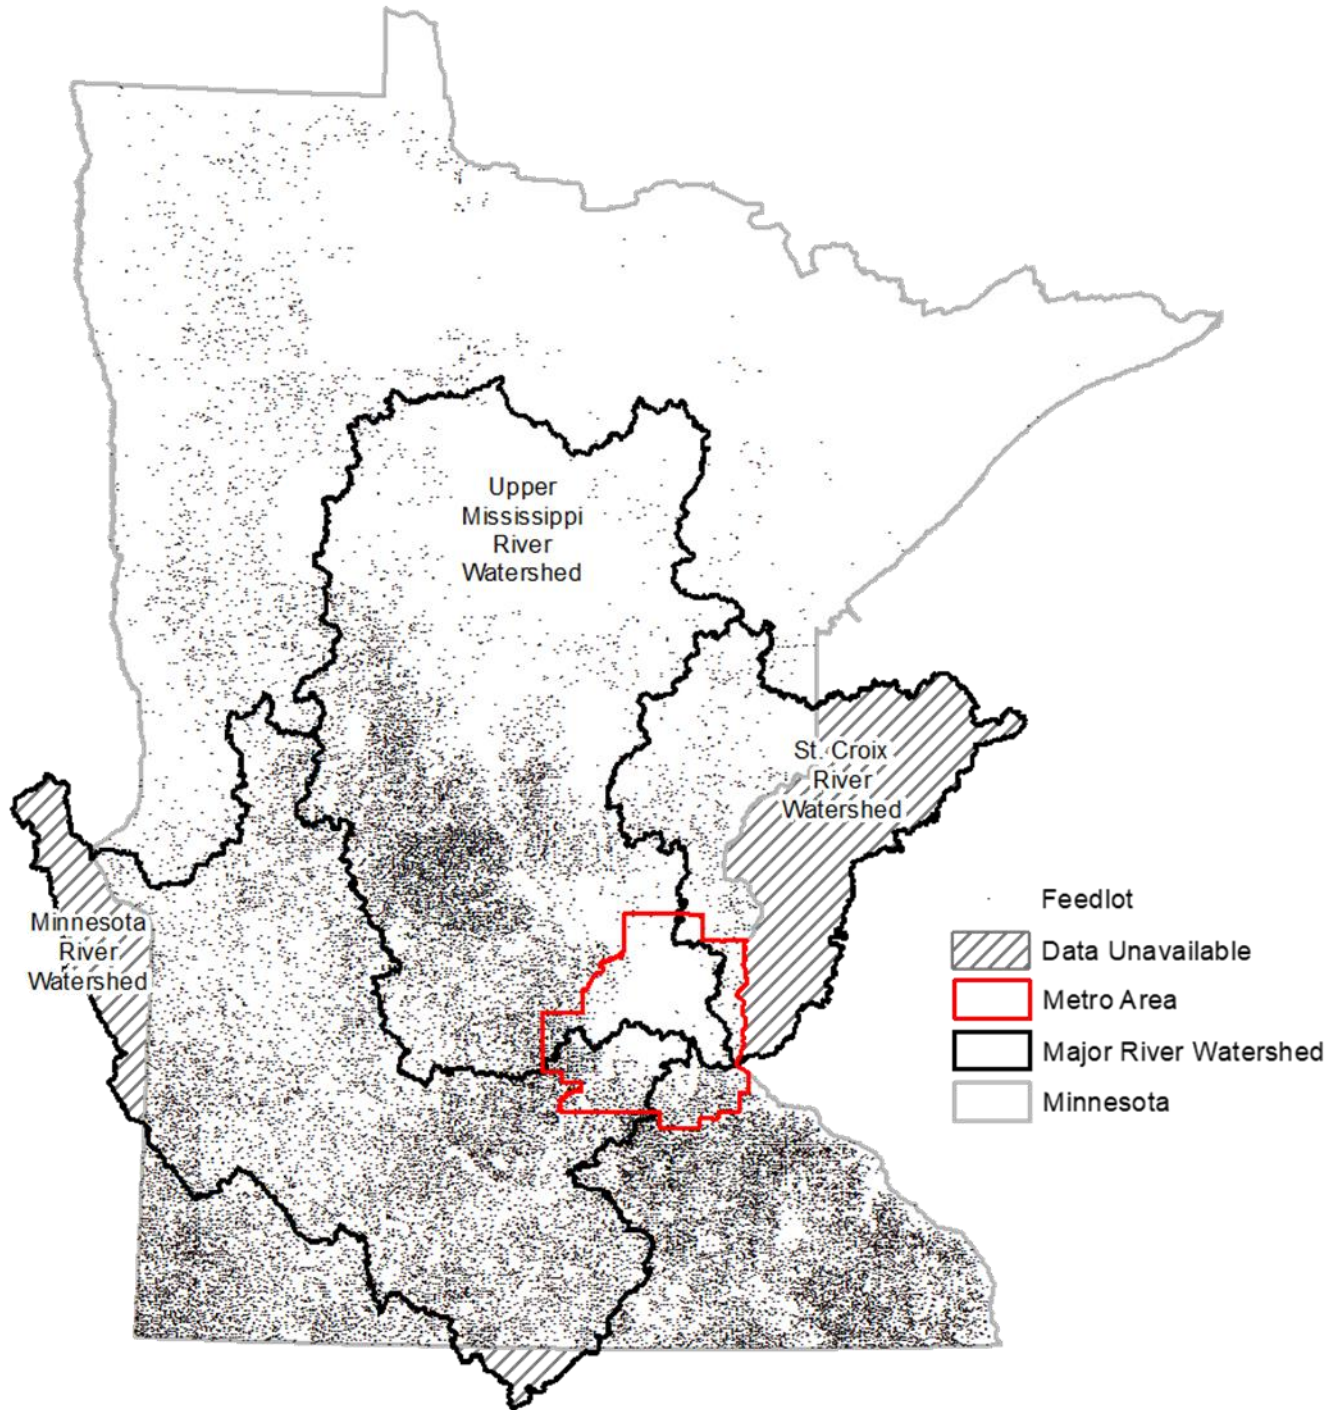 Upper
Mississippi
River
Watershed
St. Croix
River
Watershed
Minnesota
River
Watershed
Feedlot
Data Unavailable
Metro Area
Major River Watershed
Minnesota